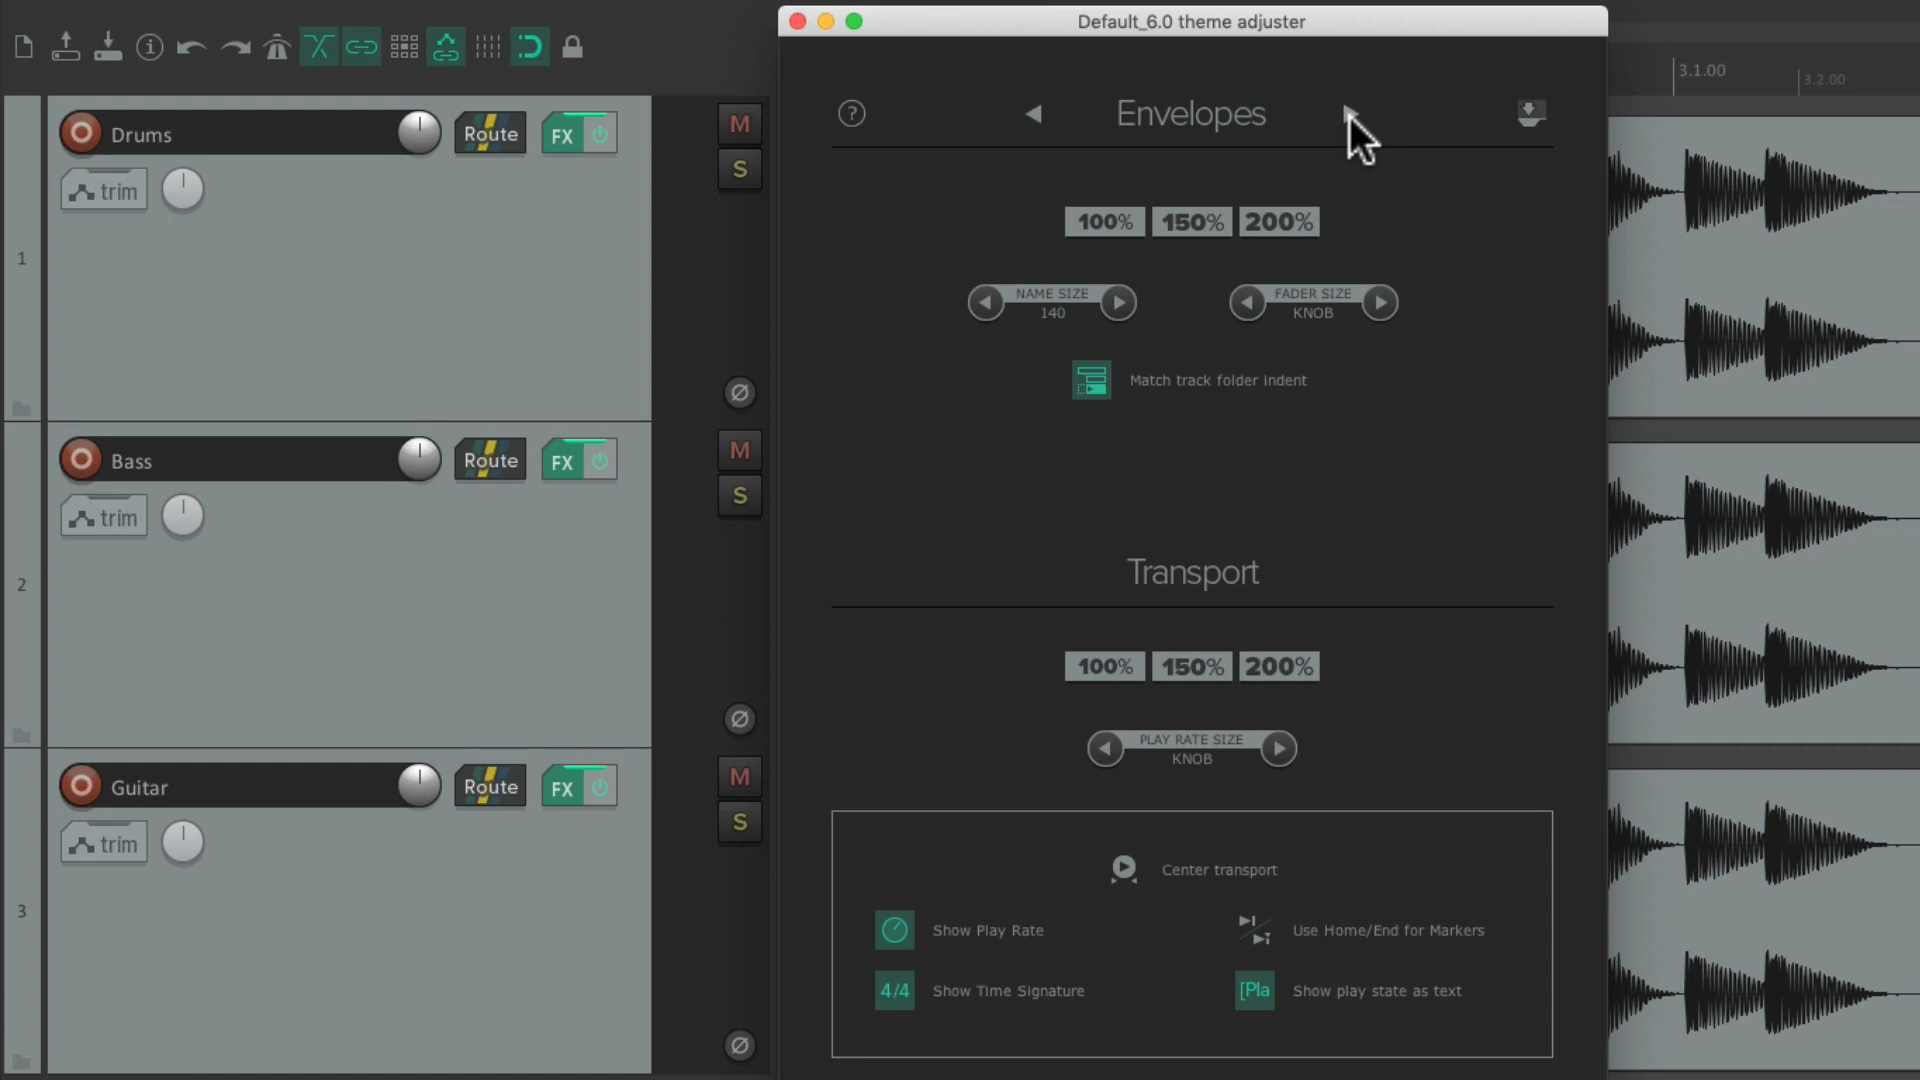 Default_6.0 theme adjuster
3.1.00
3.2.00
?
Envelopes
100% 150% 200%
NAME SIZE
140
FADER SIZE
KNOB
Match track folder indent
Transport
100% 150% 200%
PLAY RATE SIZE
KNOB
Center transport
Show Play Rate
Use Home/End for Markers
4/4 Show Time Signature
[Pla Show play state as text
1
Drums
Route
FX
M
S
trim
2
Bass
Route
FX
M
S
trim
3
Guitar
Route
FX
M
S
trim